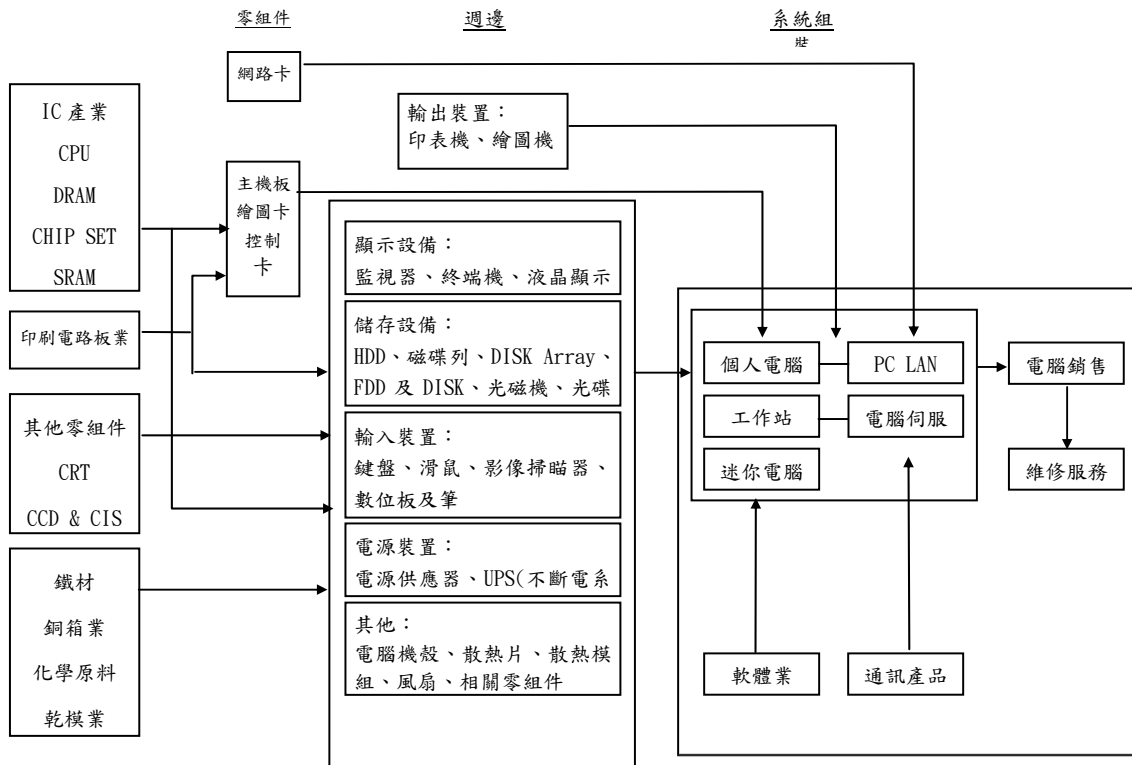 零組件
週邊
系統組
裝
網路卡
IC 產業
CPU
DRAM
CHIP SET
SRAM
印刷電路板業
其他零組件
CRT
CCD & CIS
鐵材
銅箱業
化學原料
乾模業
主機板
繪圖卡
控制
卡
輸出裝置：
印表機、繪圖機
顯示設備：
監視器、終端機、液晶顯示
儲存設備：
HDD、磁碟列、DISK Array、
FDD 及 DISK、光磁機、光碟
輸入裝置：
鍵盤、滑鼠、影像掃瞄器、
數位板及筆
電源裝置：
電源供應器、UPS(不斷電系
其他：
電腦機殼、散熱片、散熱模
組、風扇、相關零組件
個人電腦
PC LAN
工作站
電腦伺服
迷你電腦
軟體業
通訊產品
電腦銷售
維修服務